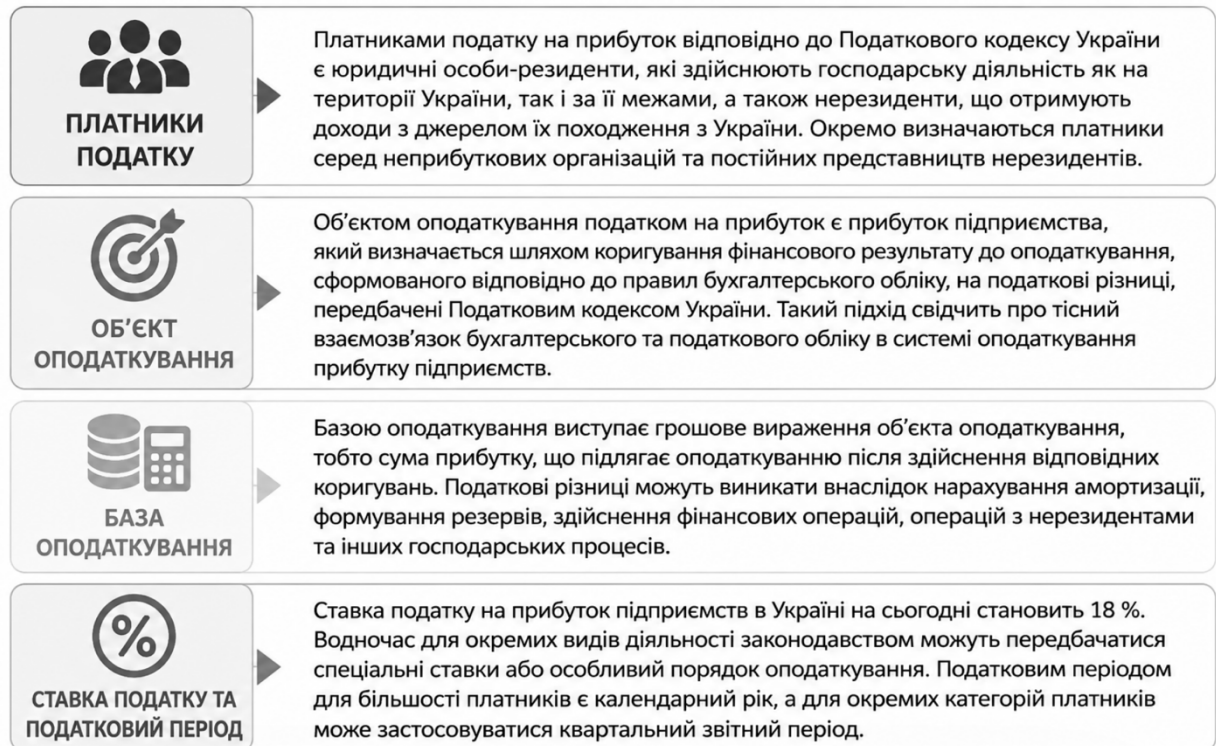 ПЛАТНИКИ
ПОДАТКУ
Платниками податку на прибуток відповідно до Податкового кодексу України
є юридичні особи-резиденти, які здійснюють господарську діяльність як на
території України, так і за її межами, а також нерезиденти, що отримують
доходи з джерелом їх походження з України. Окремо визначаються платники
серед неприбуткових організацій та постійних представництв нерезидентів.
ОБ’ЄКТ
ОПОДАТКУВАННЯ
Об’єктом оподаткування податком на прибуток є прибуток підприємства,
який визначається шляхом коригування фінансового результату до оподаткування,
сформованого відповідно до правил бухгалтерського обліку, на податкові різниці,
передбачені Податковим кодексом України. Такий підхід свідчить про тісний
взаємозв’язок бухгалтерського та податкового обліку в системі оподаткування
прибутку підприємств.
БАЗА
ОПОДАТКУВАННЯ
Базою оподаткування виступає грошове вираження об’єкта оподаткування,
тобто сума прибутку, що підлягає оподаткуванню після здійснення відповідних
коригувань. Податкові різниці можуть виникати внаслідок нарахування амортизації,
формування резервів, здійснення фінансових операцій, операцій з нерезидентами
та інших господарських процесів.
%
СТАВКА ПОДАТКУ ТА
ПОДАТКОВИЙ ПЕРІОД
Ставка податку на прибуток підприємств в Україні на сьогодні становить 18 %.
Водночас для окремих видів діяльності законодавством можуть передбачатися
спеціальні ставки або особливий порядок оподаткування. Податковим періодом
для більшості платників є календарний рік, а для окремих категорій платників
може застосовуватися квартальний звітний період.